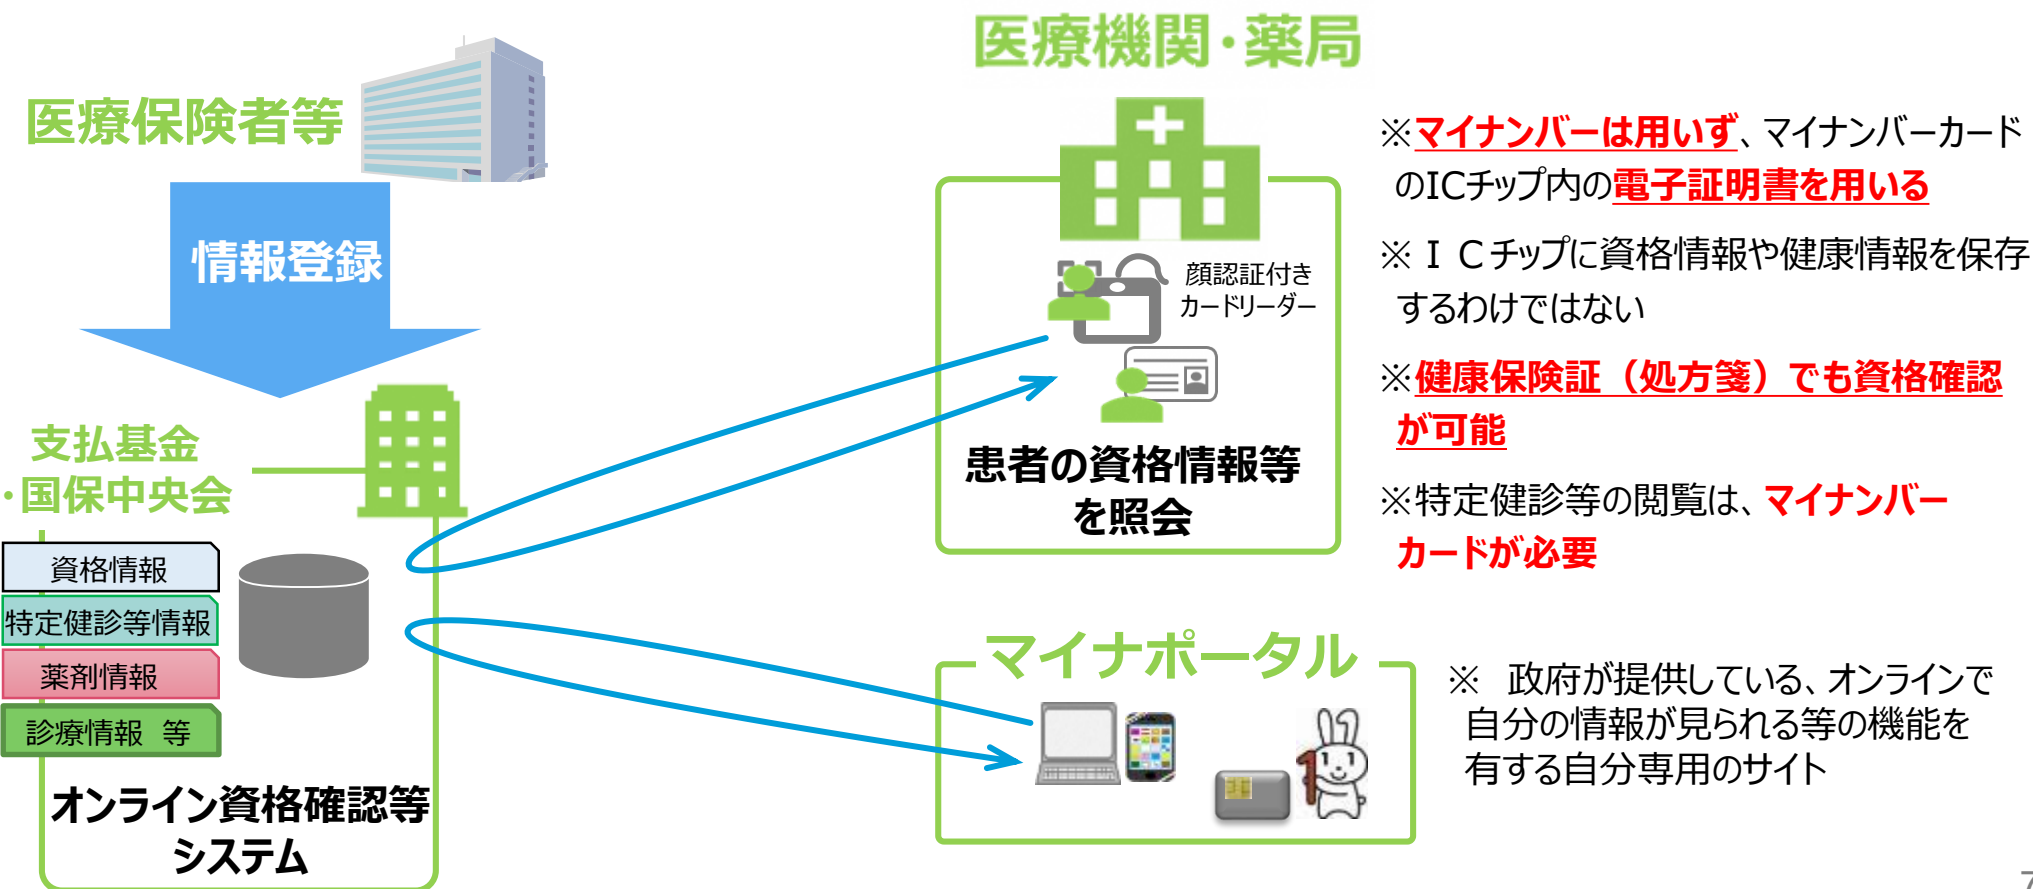 医療保険者等
情報登録
支払基金
・国保中央会
資格情報
特定健診等情報
薬剤情報
診療情報 等
オンライン資格確認等
システム
医療機関・薬局
顔認証付き
カードリーダー
患者の資格情報等
を照会
※マイナンバーは用いず、マイナンバーカード
のICチップ内の電子証明書を用いる
※ＩＣチップに資格情報や健康情報を保存
するわけではない
※健康保険証（処方箋）でも資格確認
が可能
※特定健診等の閲覧は、マイナンバー
カードが必要
マイナポータル
※ 政府が提供している、オンラインで
自分の情報が見られる等の機能を
有する自分専用のサイト
7